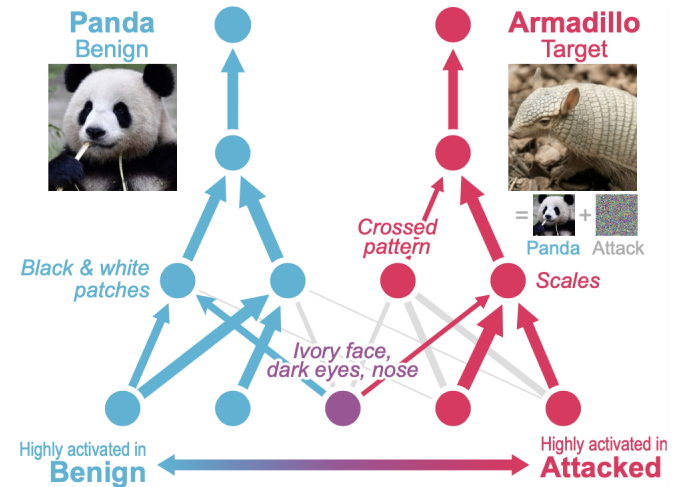 Panda
Benign
Armadillo
Target
= Panda + Attack
Crossed
pattern
Black & white
patches
Scales
Ivory face,
dark eyes, nose
Highly activated in
Benign
Highly activated in
Attacked